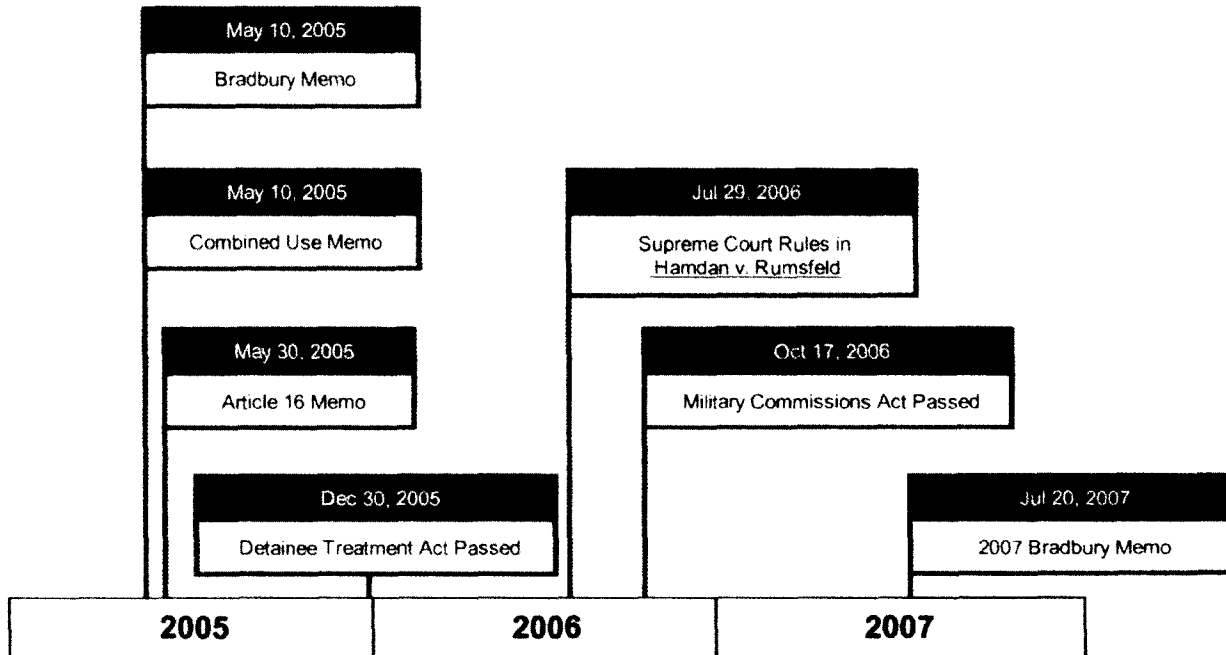 May 10, 2005
Bradbury Memo
May 10, 2005
Combined Use Memo
May 30, 2005
Article 16 Memo
Dec 30, 2005
Detainee Treatment Act Passed
Jul 29, 2006
Supreme Court Rules in
Hamdan v. Rumsfeld
Oct 17, 2006
Military Commissions Act Passed
Jul 20, 2007
2007 Bradbury Memo
2005
2006
2007